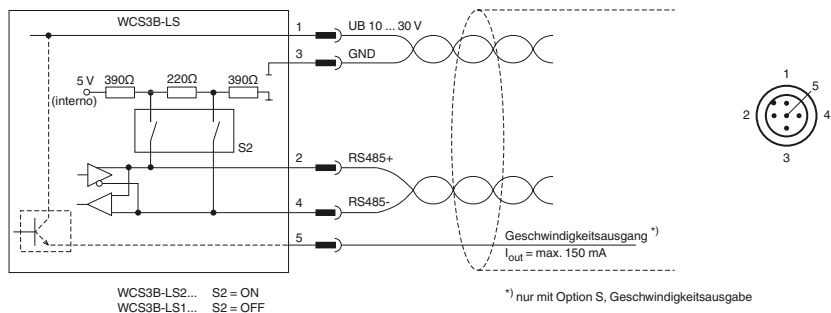 WCS3B-LS
1
UB 10 ... 30 V
3
GND
5 V
(interno)
390Ω
220Ω
390Ω
S2
2
RS485+
4
RS485-
5
Geschwindigkeitsausgang *)
Iout = max. 150 mA
1
5
2
4
3
WCS3B-LS2... S2 = ON
WCS3B-LS1... S2 = OFF
*) nur mit Option S, Geschwindigkeitsausgabe